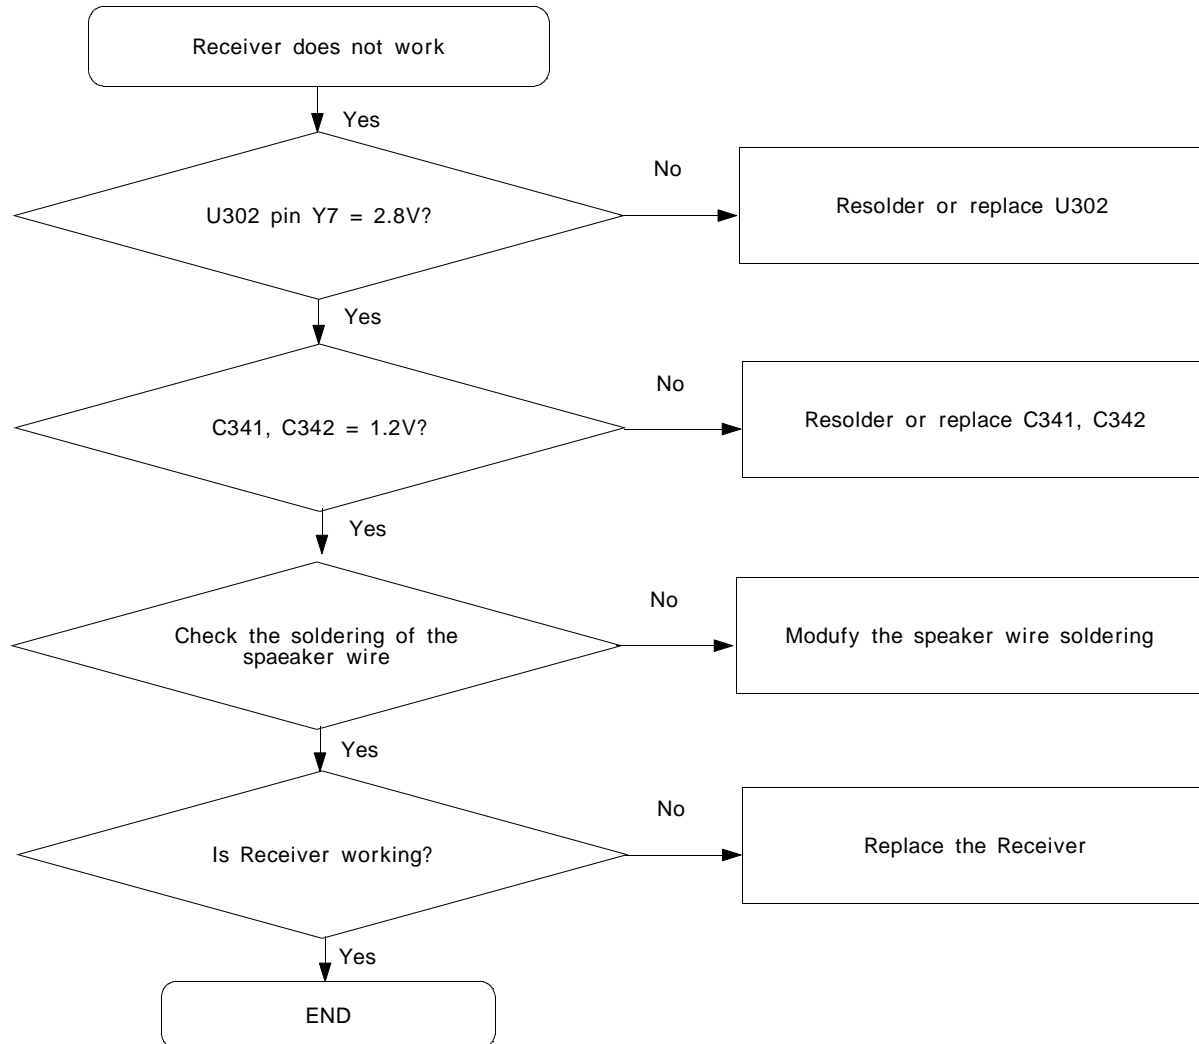 Receiver does not work
Yes
U302 pin Y7 = 2.8V?
No
Resolder or replace U302
Yes
C341, C342 = 1.2V?
No
Resolder or replace C341, C342
Yes
Check the soldering of the
spaeaker wire
No
Modufy the speaker wire soldering
Yes
Is Receiver working?
No
Replace the Receiver
Yes
END